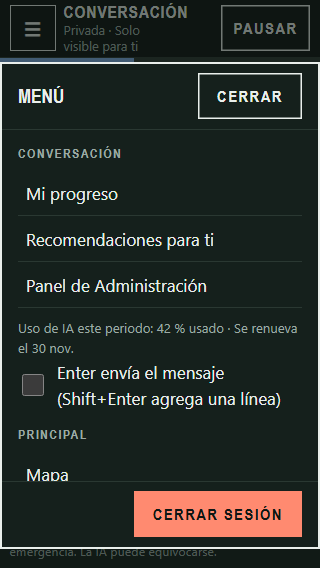 ☰
CONVERSACIÓN
Privada · Solo
visible para ti
PAUSAR
MENÚ
CERRAR
CONVERSACIÓN
Mi progreso
Recomendaciones para ti
Panel de Administración
Uso de IA este periodo: 42 % usado · Se renueva
el 30 nov.
Enter envía el mensaje
(Shift+Enter agrega una línea)
PRINCIPAL
Mapa
CERRAR SESIÓN
emergencia. La IA puede equivocarse.